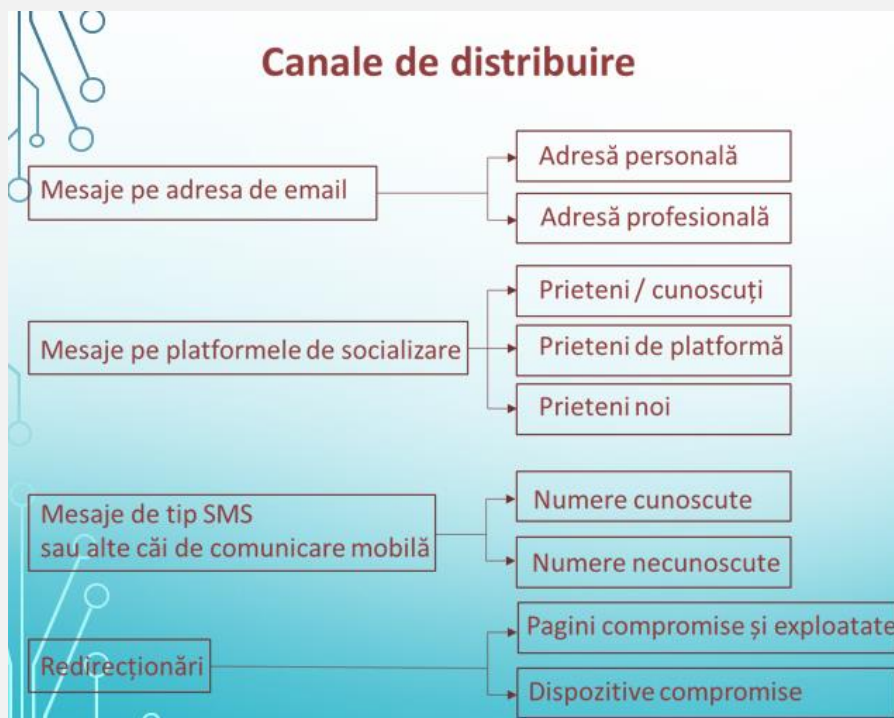 Canale de distribuire
Mesaje pe adresa de email
Adresă personală
Adresă profesională
Mesaje pe platformele de socializare
Prieteni / cunoscuți
Prieteni de platformă
Prieteni noi
Mesaje de tip SMS
sau alte căi de comunicare mobilă
Numere cunoscute
Numere necunoscute
Redirecționări
Pagini compromise și exploatate
Dispozitive compromise